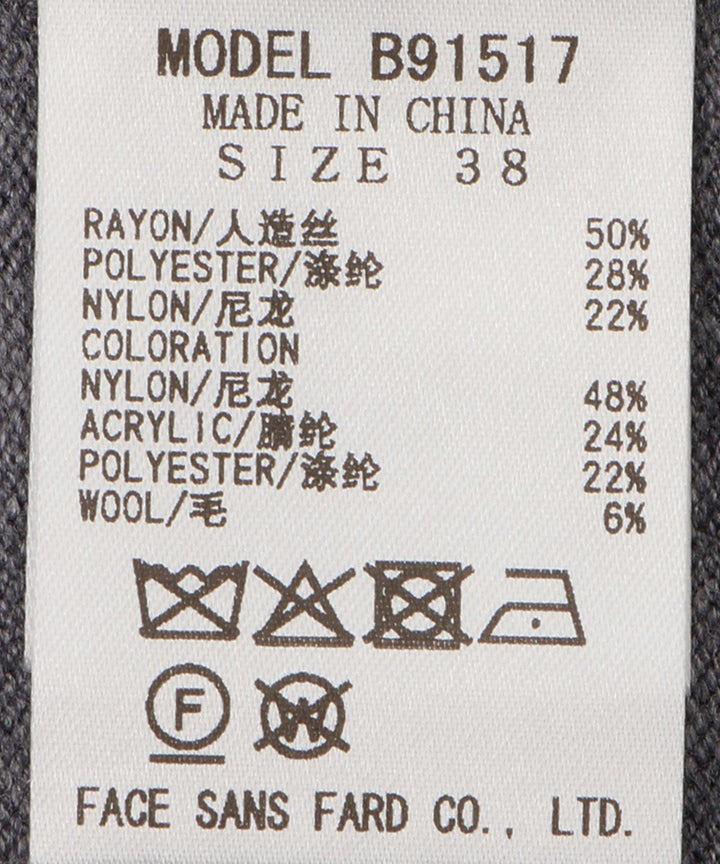 MODEL B91517
MADE IN CHINA
SIZE 38
RAYON/人造丝 50%
POLYESTER/涤纶 28%
NYLON/尼龙 22%
COLORATION
NYLON/尼龙 48%
ACRYLIC/腈纶 24%
POLYESTER/涤纶 22%
WOOL/毛 6%
F W
FACE SANS FARD CO., LTD.